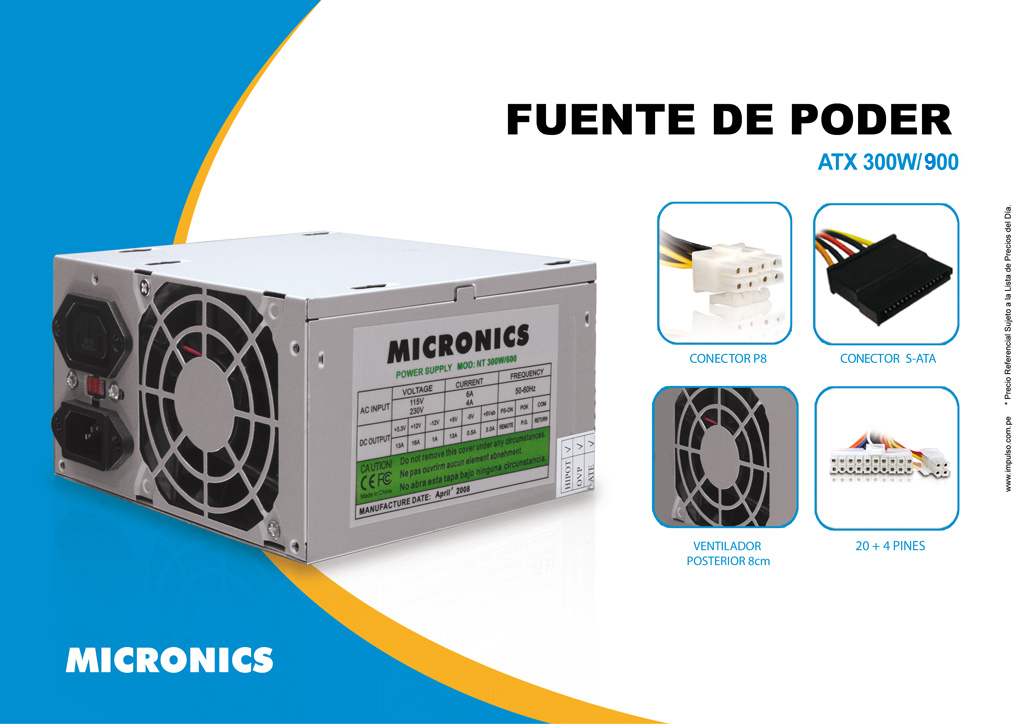 FUENTE DE PODER
ATX 300W/900
CONECTOR P8
CONECTOR S-ATA
VENTILADOR
POSTERIOR 8cm
20 + 4 PINES
www.impulso.com.pe * Precio Referencial Sujeto a la Lista de Precios del Día.
MICRONICS
POWER SUPPLY MOD: NT 300W/600
AC INPUT VOLTAGE CURRENT FREQUENCY
115V 6A 50-60Hz
230V 4A
DC OUTPUT +3.3V +12V -12V +5V -5V +5Vsb PS-ON POK COM
13A 16A 1A 13A 0.5A 3.0A REMOTE P.G. RETURN
CAUTION! Do not remove this cover under any circumstances.
Ne pas ouvrirm aucun element abnehment.
No abra esta tapa bajo ninguna circunstancia.
CE FC
Made in China
MANUFACTURE DATE: April' 2008
HIPOT √
OVP √
CATE √
MICRONICS